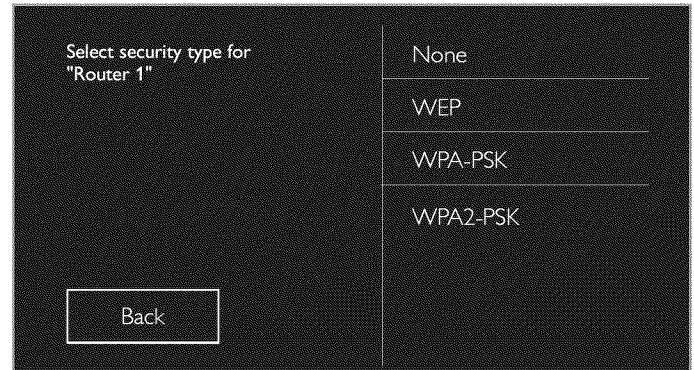 Select security type for
"Router 1"
None
WEP
WPA-PSK
WPA2-PSK
Back